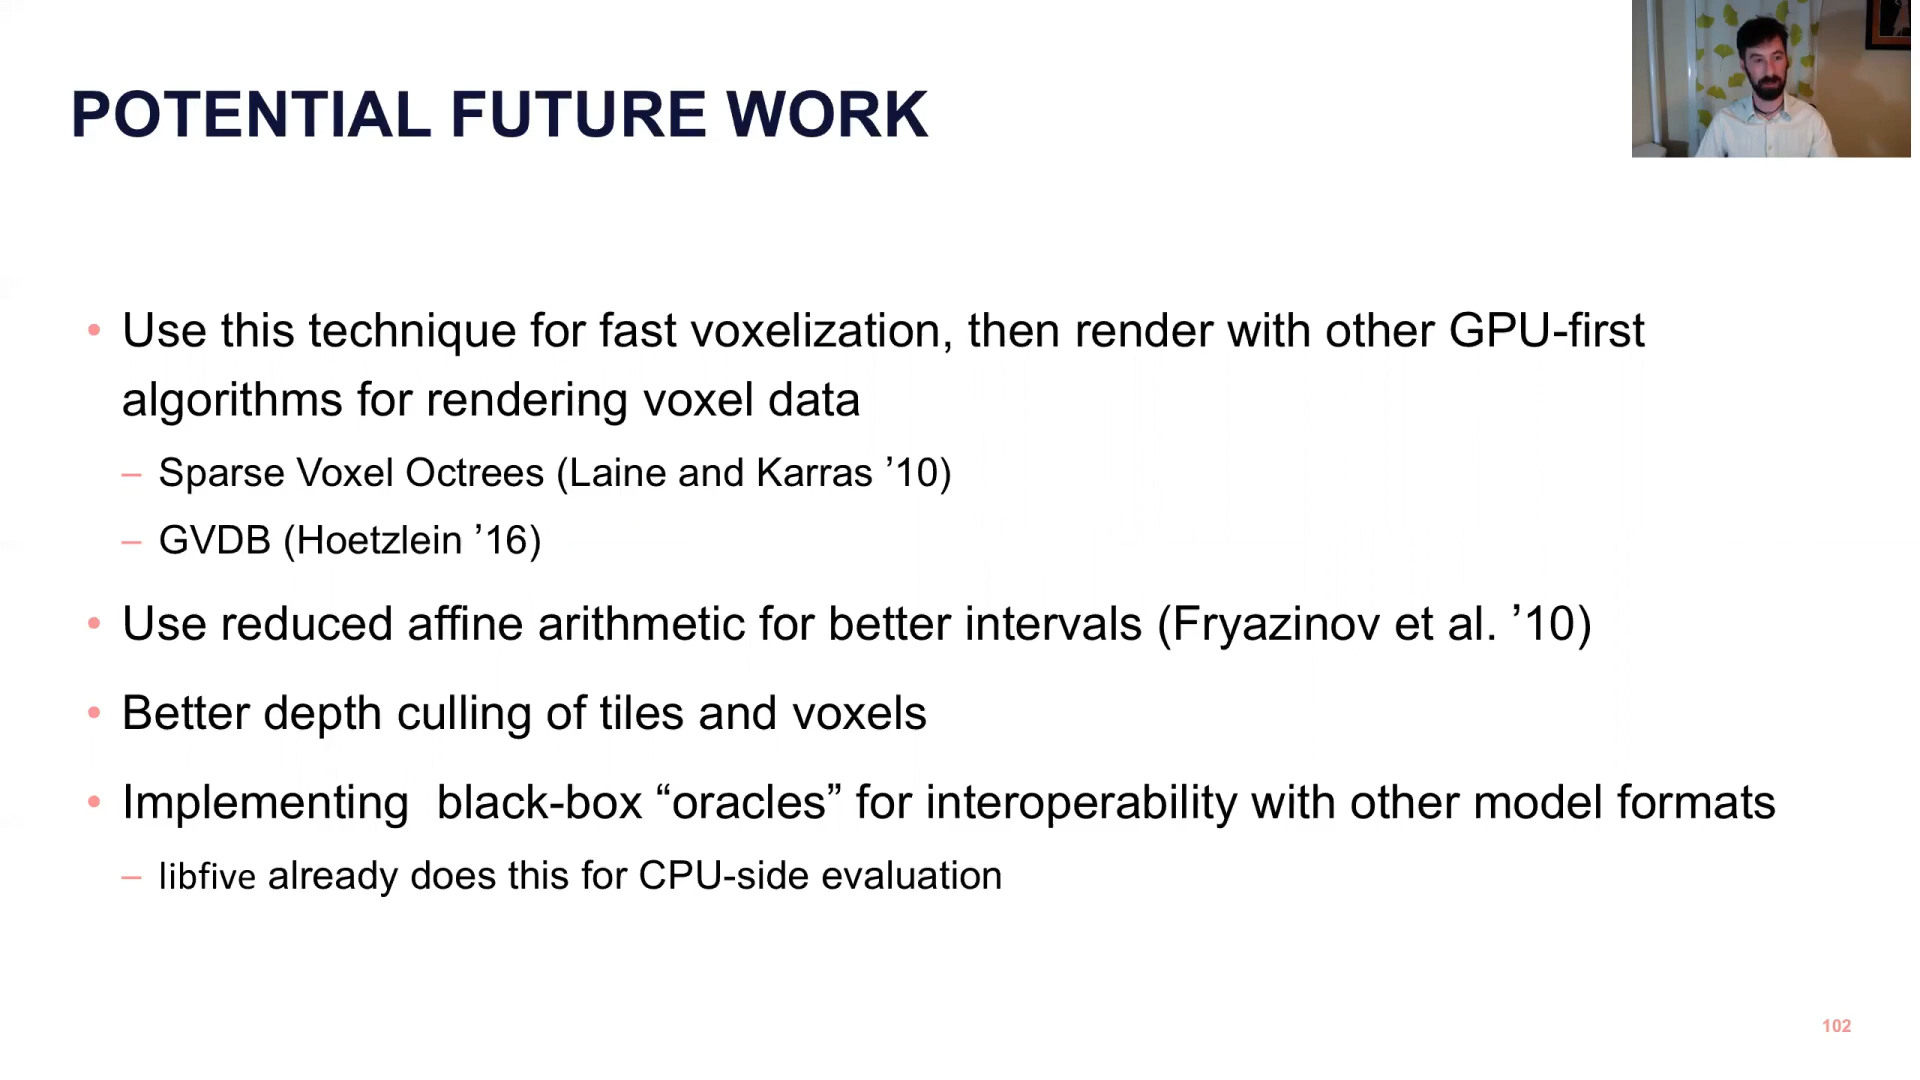 POTENTIAL FUTURE WORK
• Use this technique for fast voxelization, then render with other GPU-first
algorithms for rendering voxel data
– Sparse Voxel Octrees (Laine and Karras ’10)
– GVDB (Hoetzlein ’16)
• Use reduced affine arithmetic for better intervals (Fryazinov et al. ’10)
• Better depth culling of tiles and voxels
• Implementing  black-box “oracles” for interoperability with other model formats
– libfive already does this for CPU-side evaluation
102